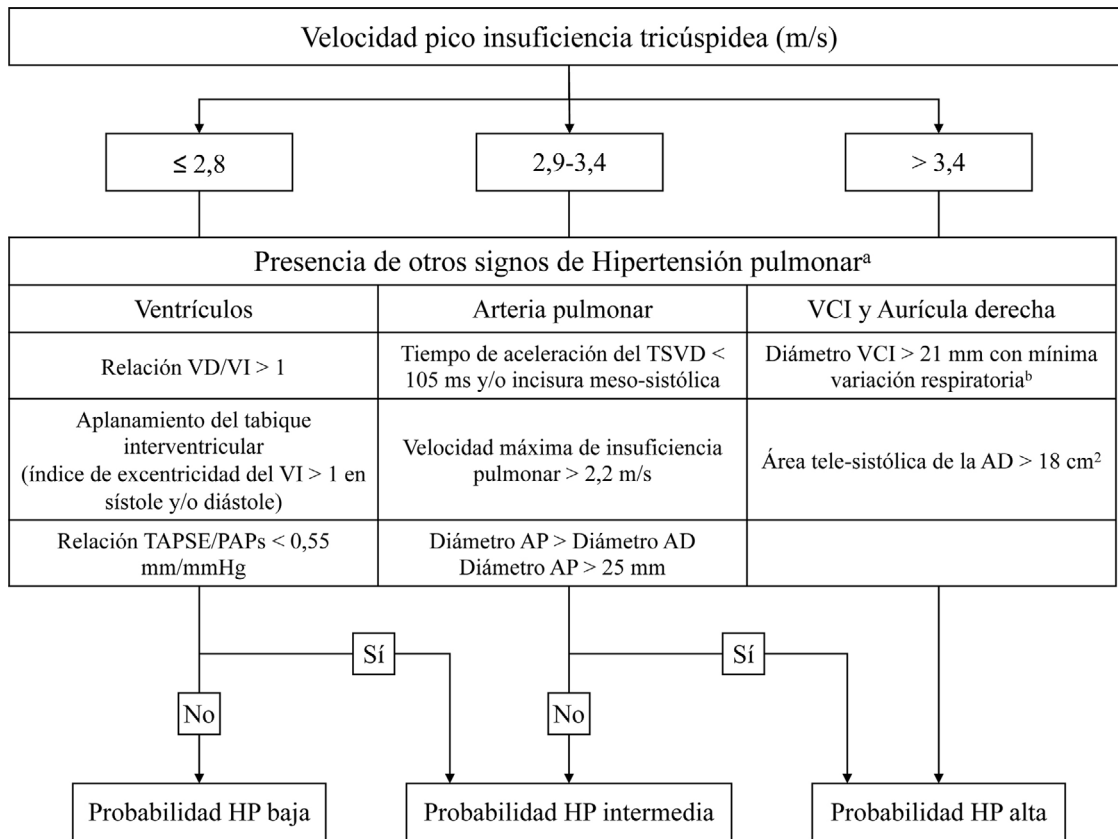 Velocidad pico insuficiencia tricúspidea (m/s)
≤ 2,8
2,9-3,4
> 3,4
Presencia de otros signos de Hipertensión pulmonarᵃ
Ventrículos
Arteria pulmonar
VCI y Aurícula derecha
Relación VD/VI > 1
Tiempo de aceleración del TSVD <
105 ms y/o incisura meso-sistólica
Diámetro VCI > 21 mm con mínima
variación respiratoriaᵇ
Aplanamiento del tabique
interventricular
(índice de excentricidad del VI > 1 en
sístole y/o diástole)
Velocidad máxima de insuficiencia
pulmonar > 2,2 m/s
Área tele-sistólica de la AD > 18 cm²
Relación TAPSE/PAPs < 0,55
mm/mmHg
Diámetro AP > Diámetro AD
Diámetro AP > 25 mm
Sí
Sí
No
No
Probabilidad HP baja
Probabilidad HP intermedia
Probabilidad HP alta